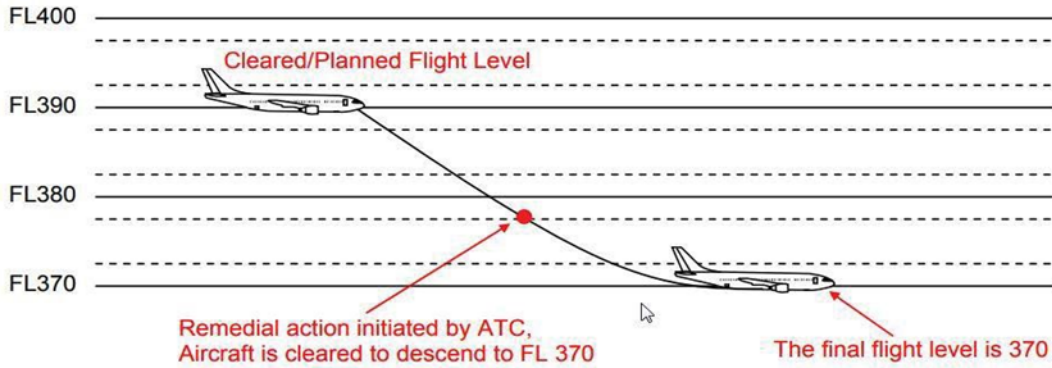 FL400
Cleared/Planned Flight Level
FL390
FL380
FL370
Remedial action initiated by ATC,
Aircraft is cleared to descend to FL 370
The final flight level is 370